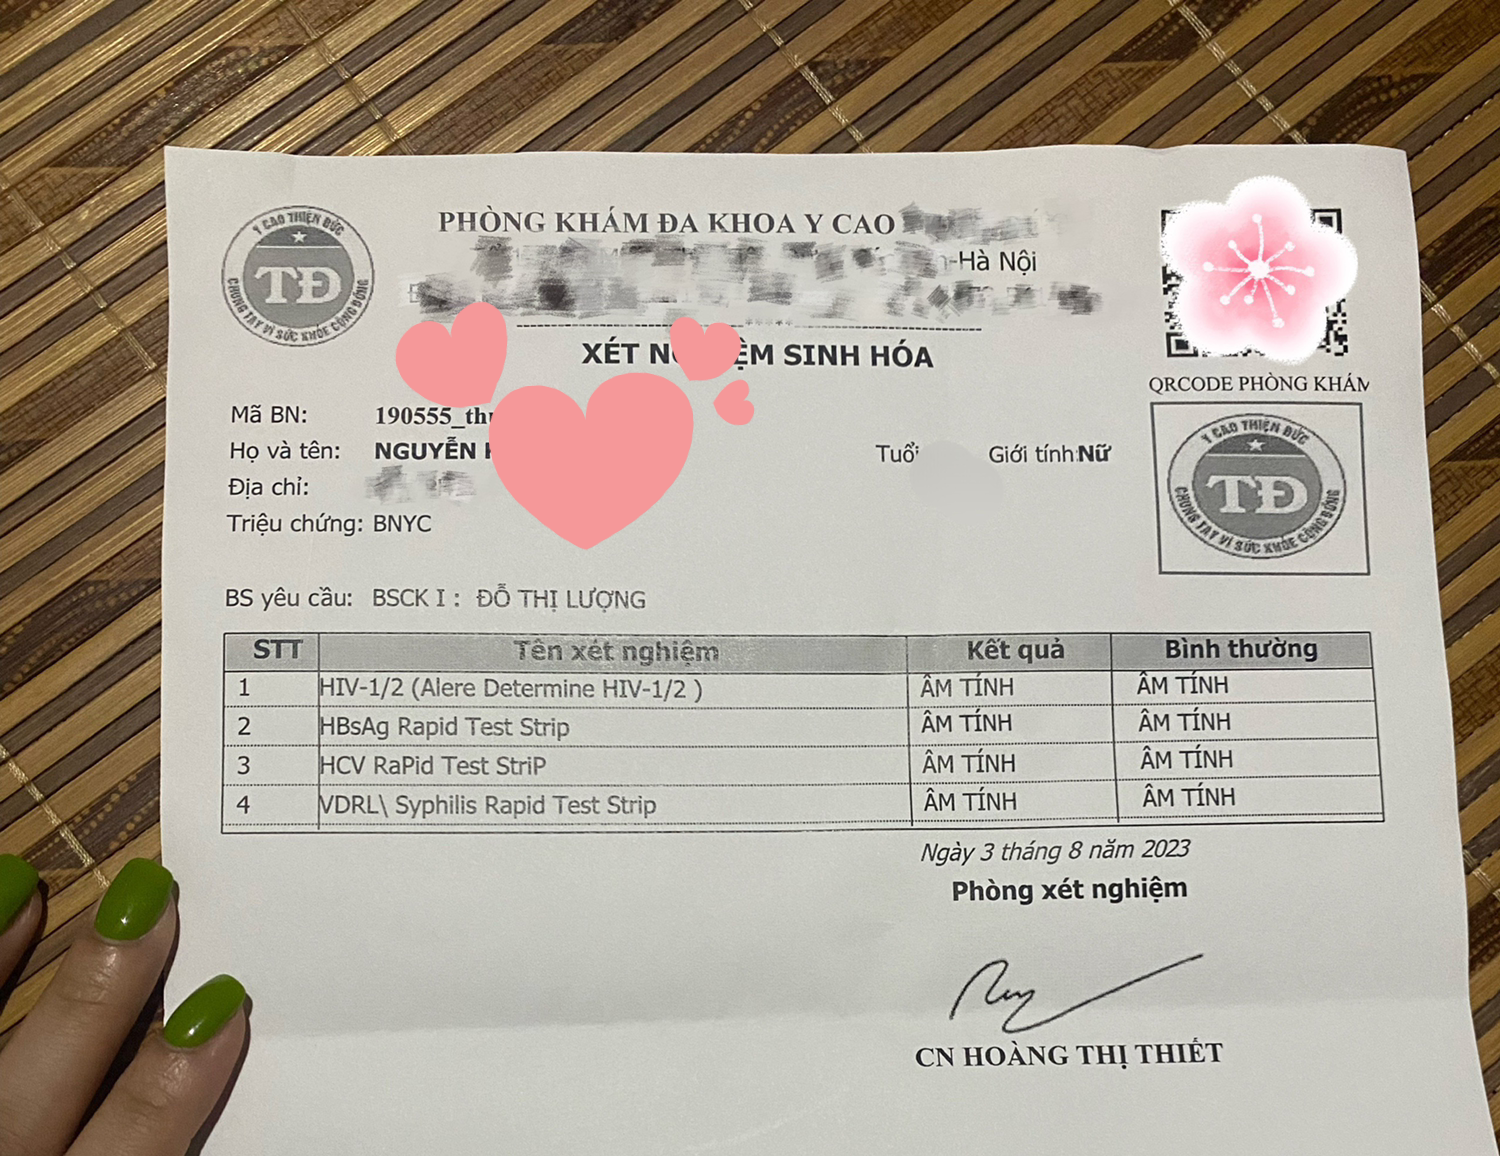 Y CAO THIỆN ĐỨC
TĐ
CHUNG TAY VÌ SỨC KHỎE CỘNG ĐỒNG
PHÒNG KHÁM ĐA KHOA Y CAO
-Hà Nội
XÉT NGHIỆM SINH HÓA
QRCODE PHÒNG KHÁM
Y CAO THIỆN ĐỨC
TĐ
CHUNG TAY VÌ SỨC KHỎE CỘNG ĐỒNG
Mã BN: 190555_th
Họ và tên: NGUYỄN Tuổi Giới tính:Nữ
Địa chỉ:
Triệu chứng: BNYC
BS yêu cầu: BSCK I : ĐỖ THỊ LƯỢNG
STT Tên xét nghiệm Kết quả Bình thường
1 HIV-1/2 (Alere Determine HIV-1/2 ) ÂM TÍNH ÂM TÍNH
2 HBsAg Rapid Test Strip ÂM TÍNH ÂM TÍNH
3 HCV RaPid Test StriP ÂM TÍNH ÂM TÍNH
4 VDRL\ Syphilis Rapid Test Strip ÂM TÍNH ÂM TÍNH
Ngày 3 tháng 8 năm 2023
Phòng xét nghiệm
CN HOÀNG THỊ THIẾT